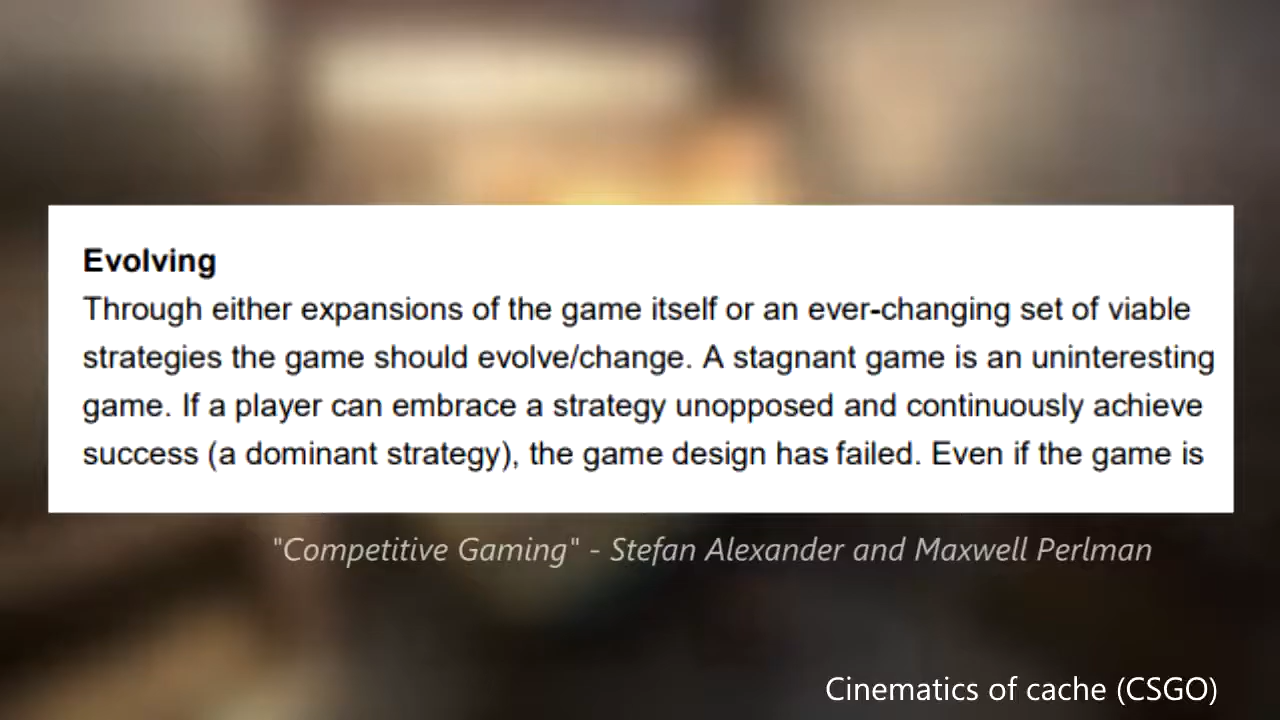 Evolving
Through either expansions of the game itself or an ever-changing set of viable
strategies the game should evolve/change. A stagnant game is an uninteresting
game. If a player can embrace a strategy unopposed and continuously achieve
success (a dominant strategy), the game design has failed. Even if the game is
"Competitive Gaming" - Stefan Alexander and Maxwell Perlman
Cinematics of cache (CSGO)